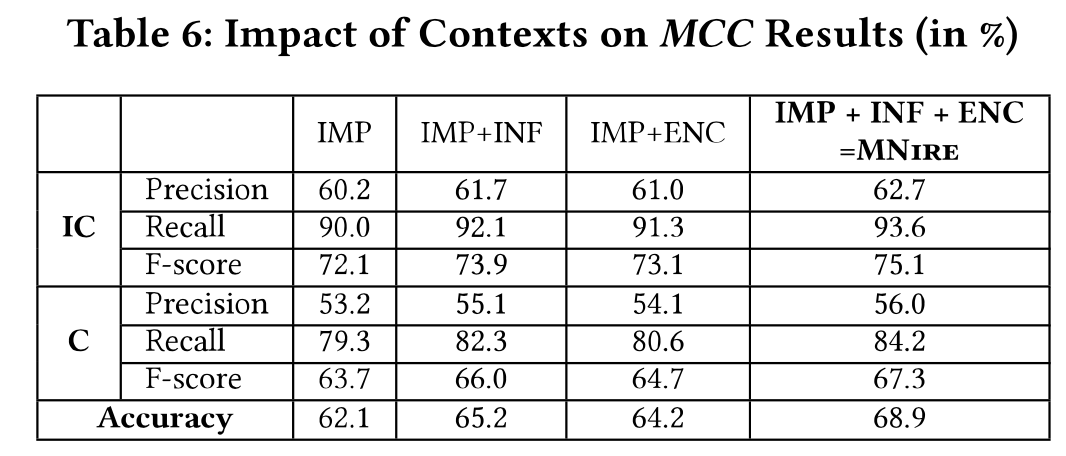 Table 6: Impact of Contexts on MCC Results (in %)
IMP IMP+INF IMP+ENC IMP + INF + ENC
=MNIRE
IC Precision 60.2 61.7 61.0 62.7
Recall 90.0 92.1 91.3 93.6
F-score 72.1 73.9 73.1 75.1
C Precision 53.2 55.1 54.1 56.0
Recall 79.3 82.3 80.6 84.2
F-score 63.7 66.0 64.7 67.3
Accuracy 62.1 65.2 64.2 68.9